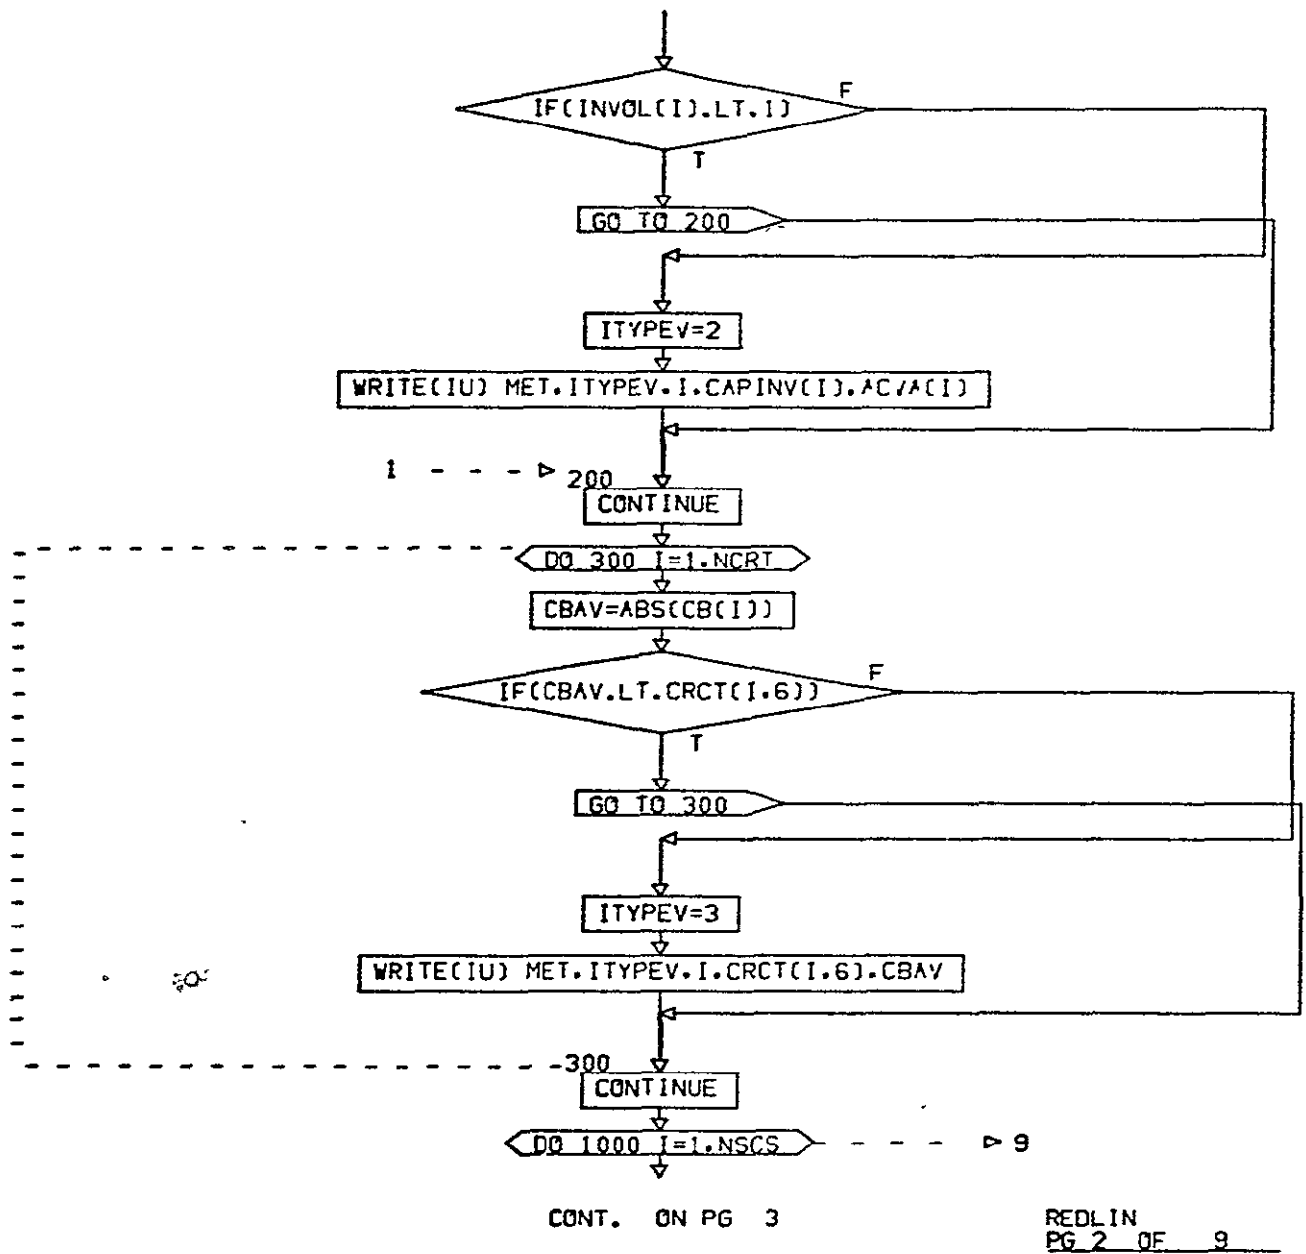 F
IF(INVOL(I).LT.1)
T
GO TO 200
ITYPEV=2
WRITE(IU) MET.ITYPEV.I.CAPINV(I).ACVA(I)
1
200
CONTINUE
DO 300 I=1.NCRT
CBAV=ABS(CB(I))
F
IF(CBAV.LT.CRCT(I.6))
T
GO TO 300
ITYPEV=3
WRITE(IU) MET.ITYPEV.I.CRCT(I.6).CBAV
300
CONTINUE
DO 1000 I=1.NSCS
9
CONT. ON PG 3
REDLIN
PG 2 OF 9